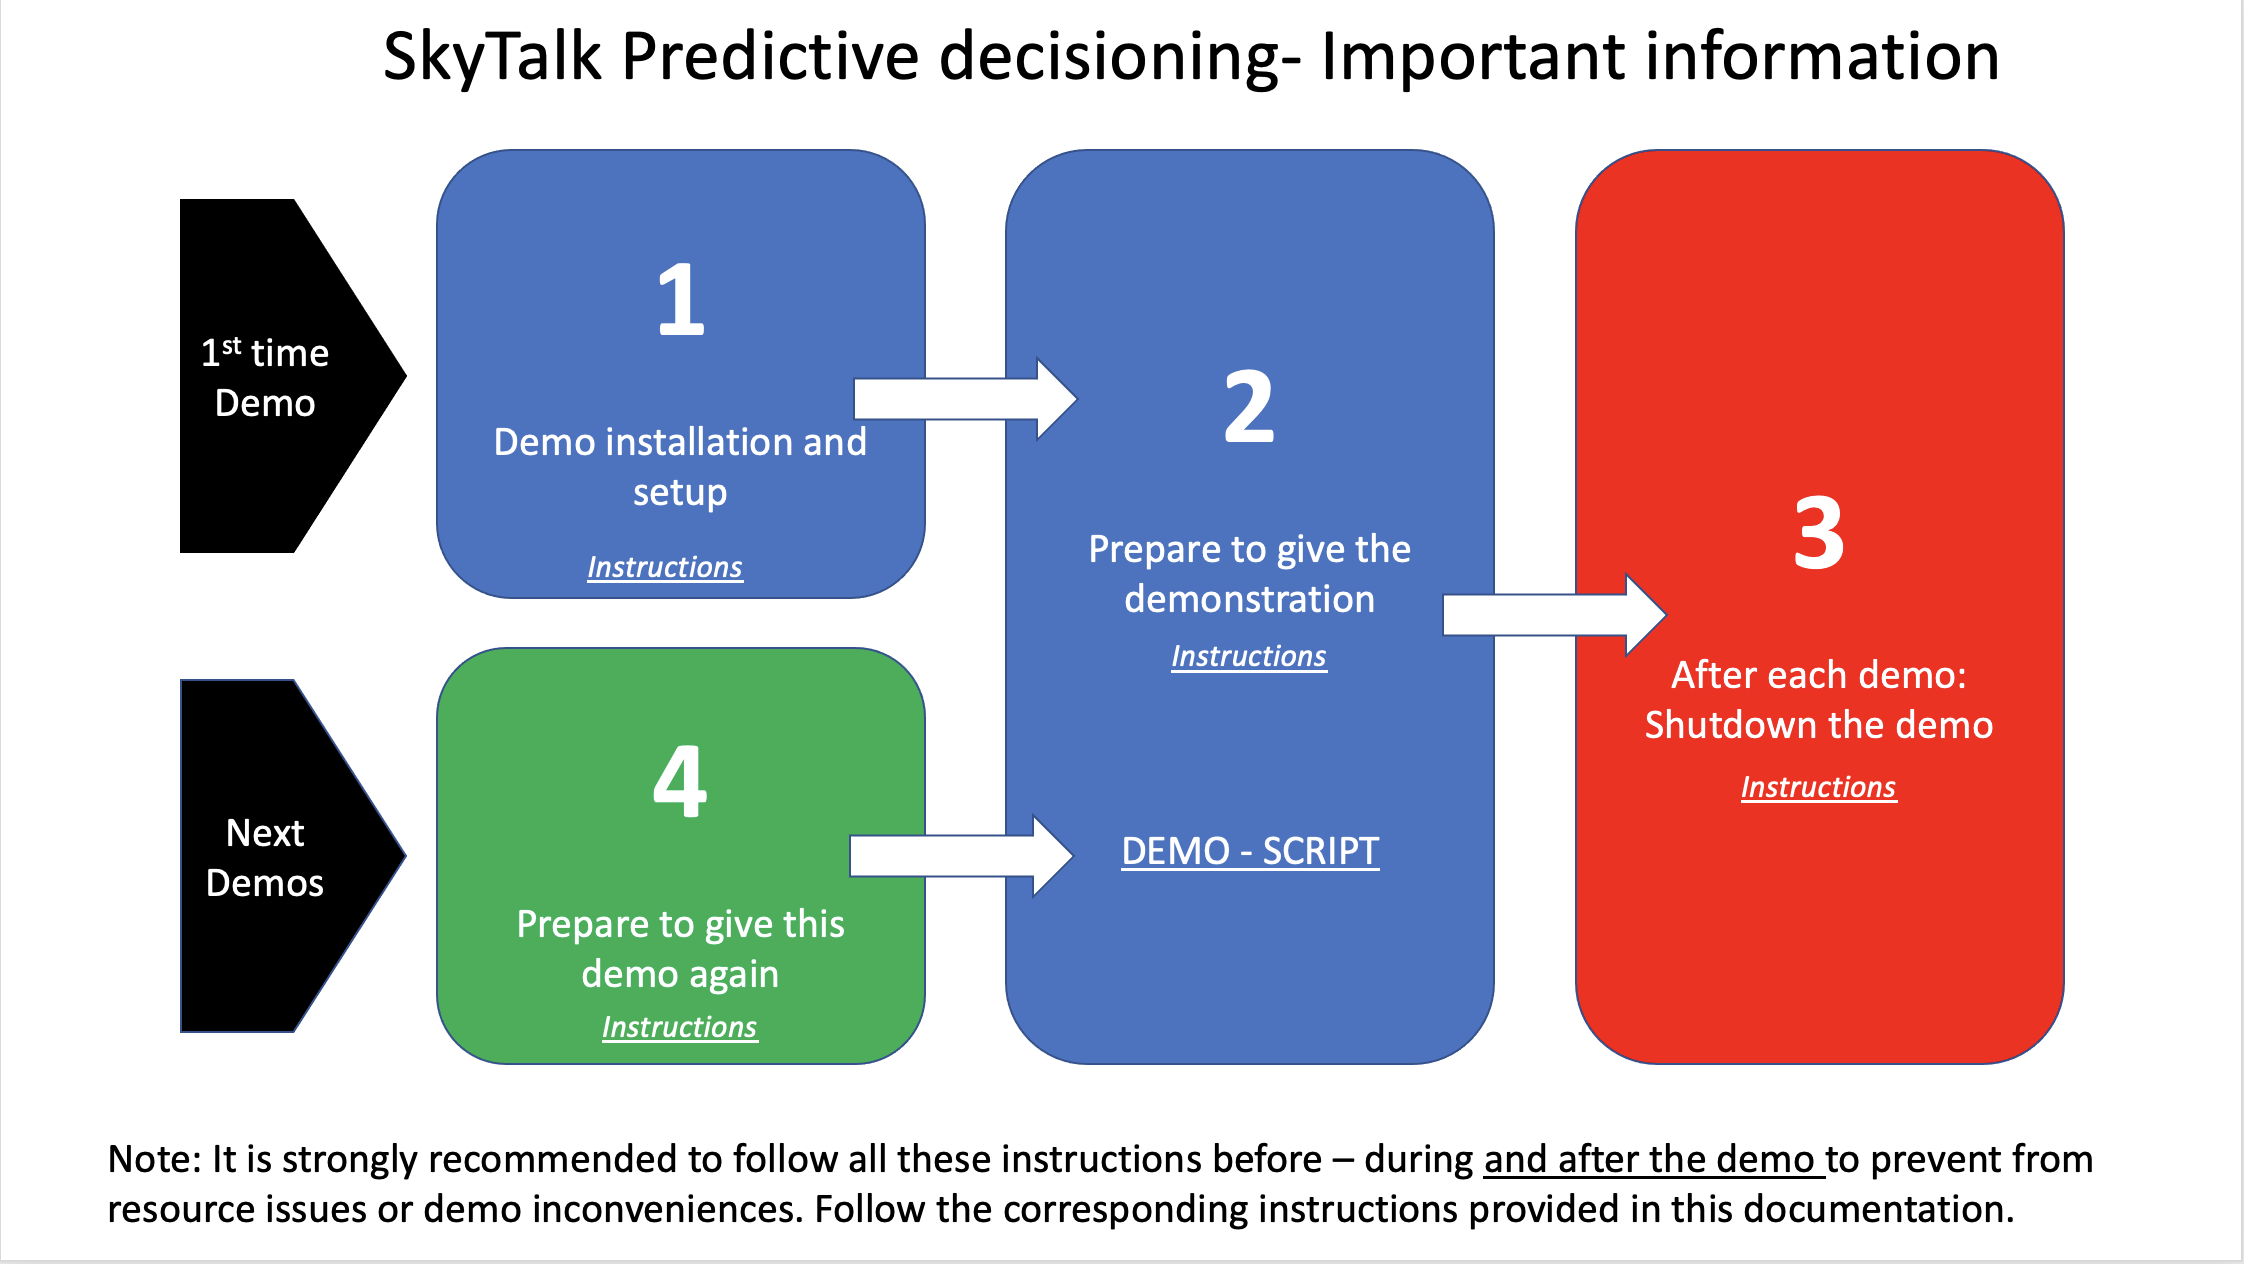 SkyTalk Predictive decisioning- Important information
1st time
Demo
1
Demo installation and
setup
Instructions
2
Prepare to give the
demonstration
Instructions
DEMO - SCRIPT
3
After each demo:
Shutdown the demo
Instructions
Next
Demos
4
Prepare to give this
demo again
Instructions
Note: It is strongly recommended to follow all these instructions before – during and after the demo to prevent from
resource issues or demo inconveniences. Follow the corresponding instructions provided in this documentation.